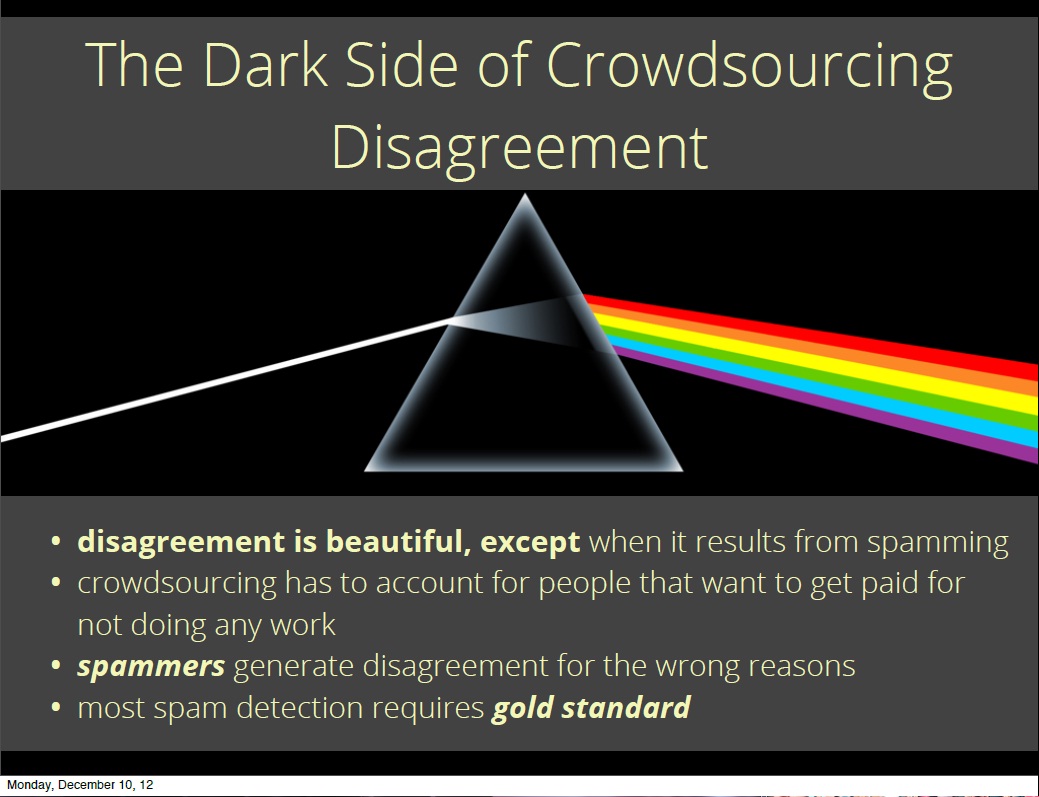 The Dark Side of Crowdsourcing
Disagreement
• disagreement is beautiful, except when it results from spamming
• crowdsourcing has to account for people that want to get paid for
not doing any work
• spammers generate disagreement for the wrong reasons
• most spam detection requires gold standard
Monday, December 10, 12